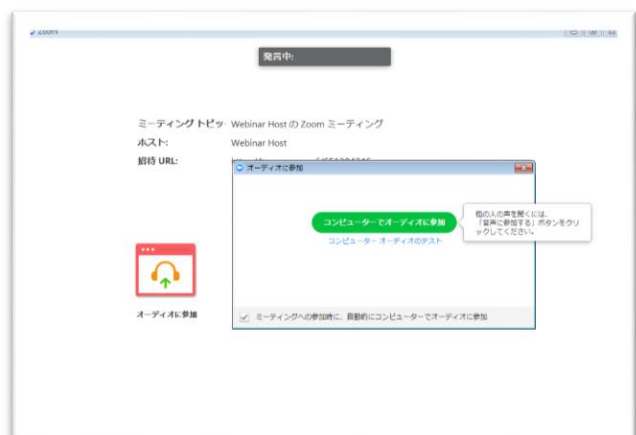 Zoom
発言中:
ミーティング トピッ
Webinar Host の Zoom ミーティング
ホスト:
Webinar Host
招待 URL:
オーディオに参加
コンピューターでオーディオに参加
他の人の声を聞くには、
「音声に参加する」ボタンをクリ
ックしてください。
コンピューター オーディオのテスト
オーディオに参加
ミーティングへの参加時に、自動的にコンピューターでオーディオに参加